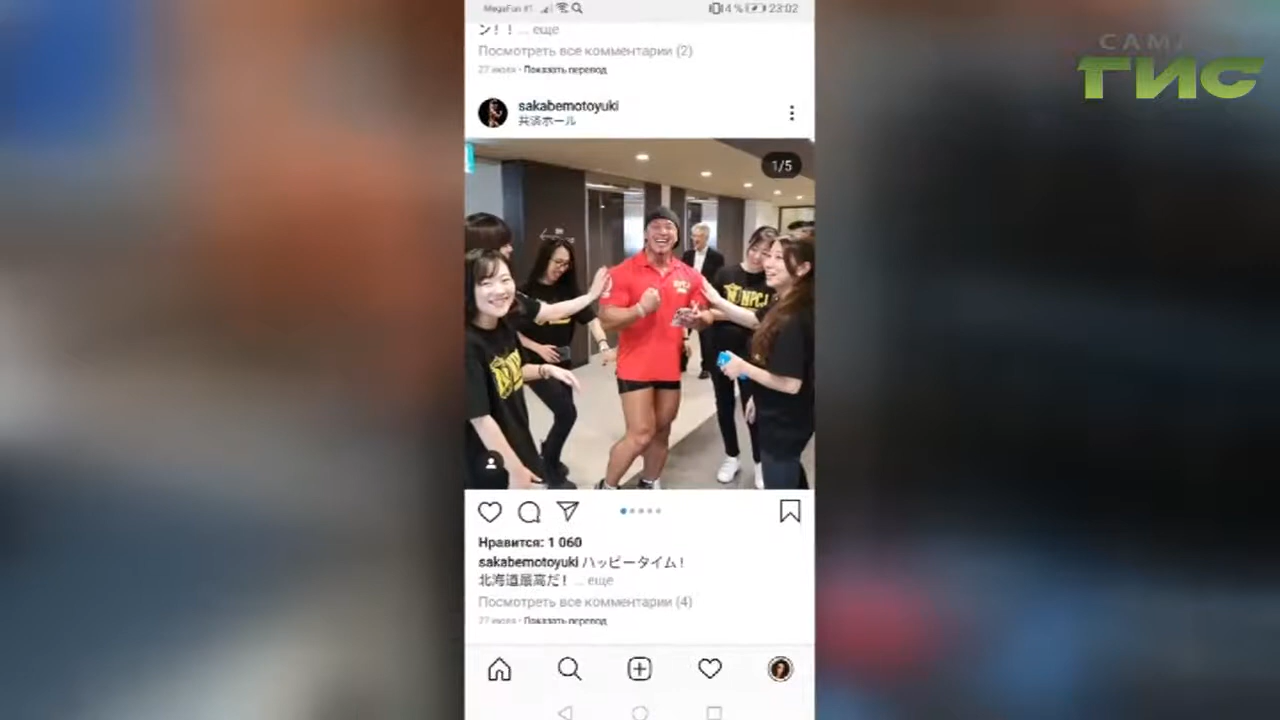 MegaFon #1 4 % 23:02
САМА
ГИС
ン！！... еще
Посмотреть все комментарии (2)
27 июля · Показать перевод
sakabemotoyuki
共済ホール
1/5
NPCJ
Нравится: 1 060
sakabemotoyuki ハッピータイム！
北海道最高だ！... еще
Посмотреть все комментарии (4)
27 июля · Показать перевод